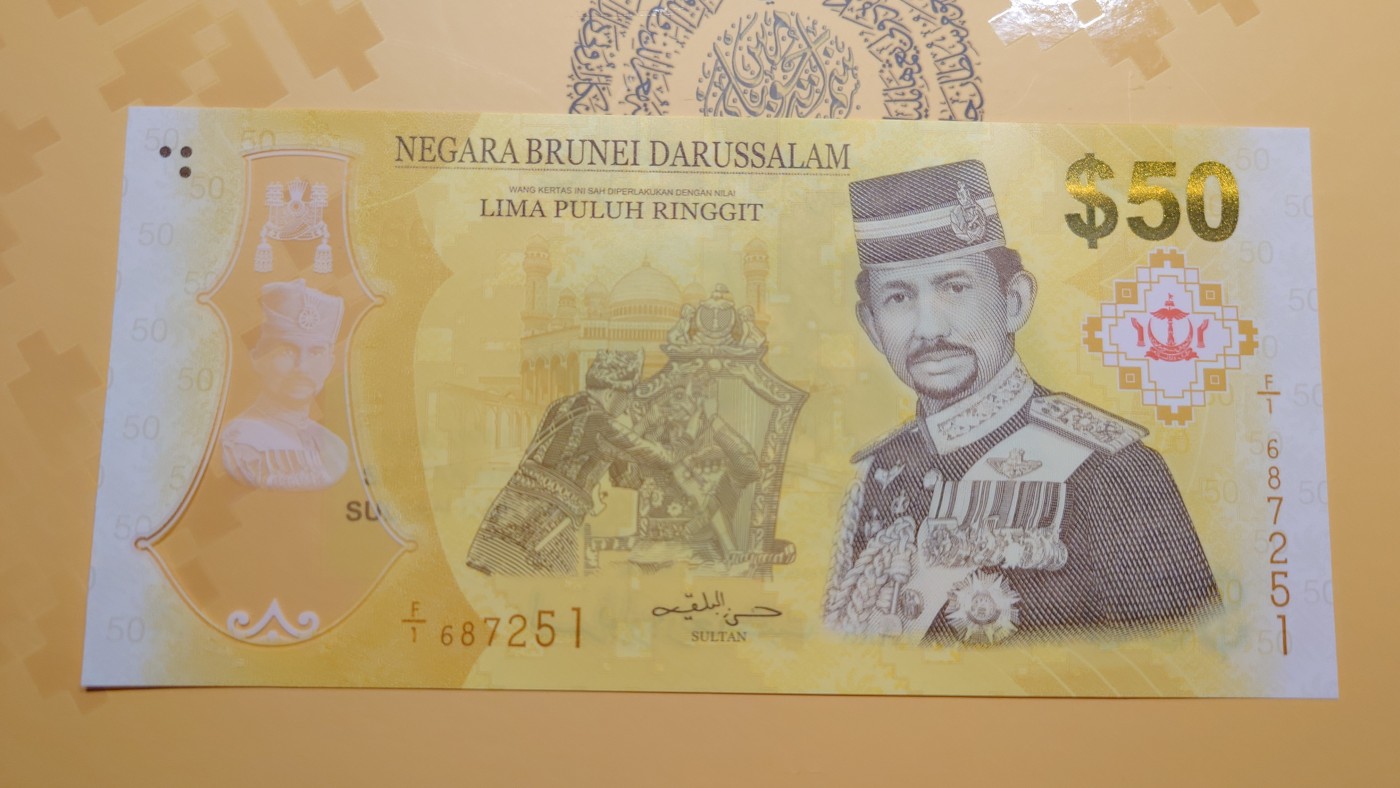 NEGARA BRUNEI DARUSSALAM
WANG KERTAS INI SAH DIPERLAKUKAN DENGAN NILAI
LIMA PULUH RINGGIT
$50
F/1 687251
SU
F/1 687251
SULTAN